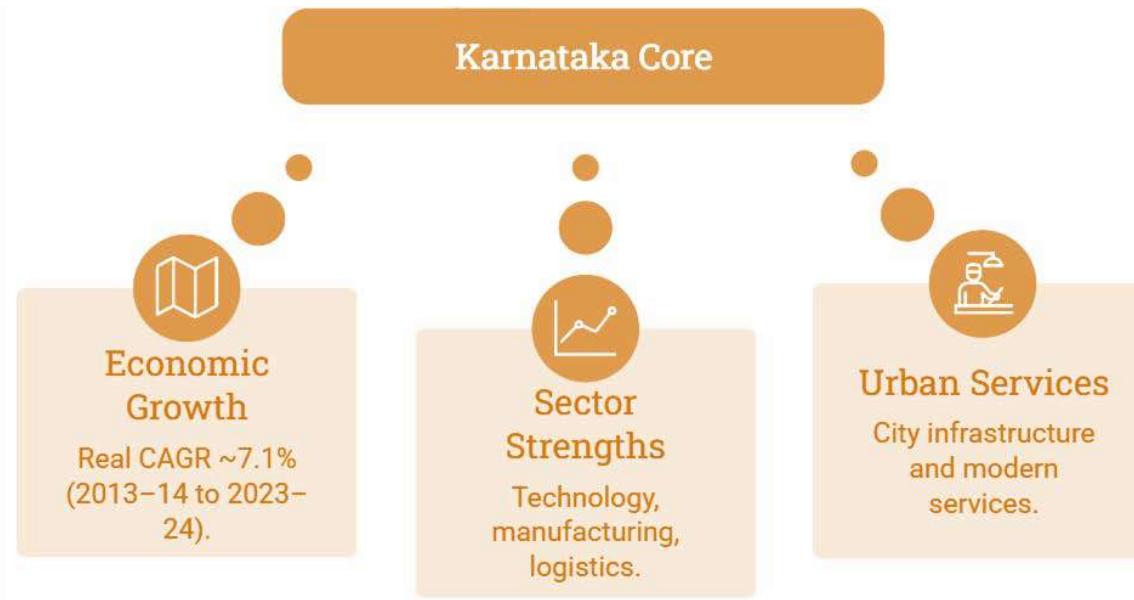 Karnataka Core
Economic
Growth
Real CAGR ~7.1%
(2013–14 to 2023–
24).
Sector
Strengths
Technology,
manufacturing,
logistics.
Urban Services
City infrastructure
and modern
services.